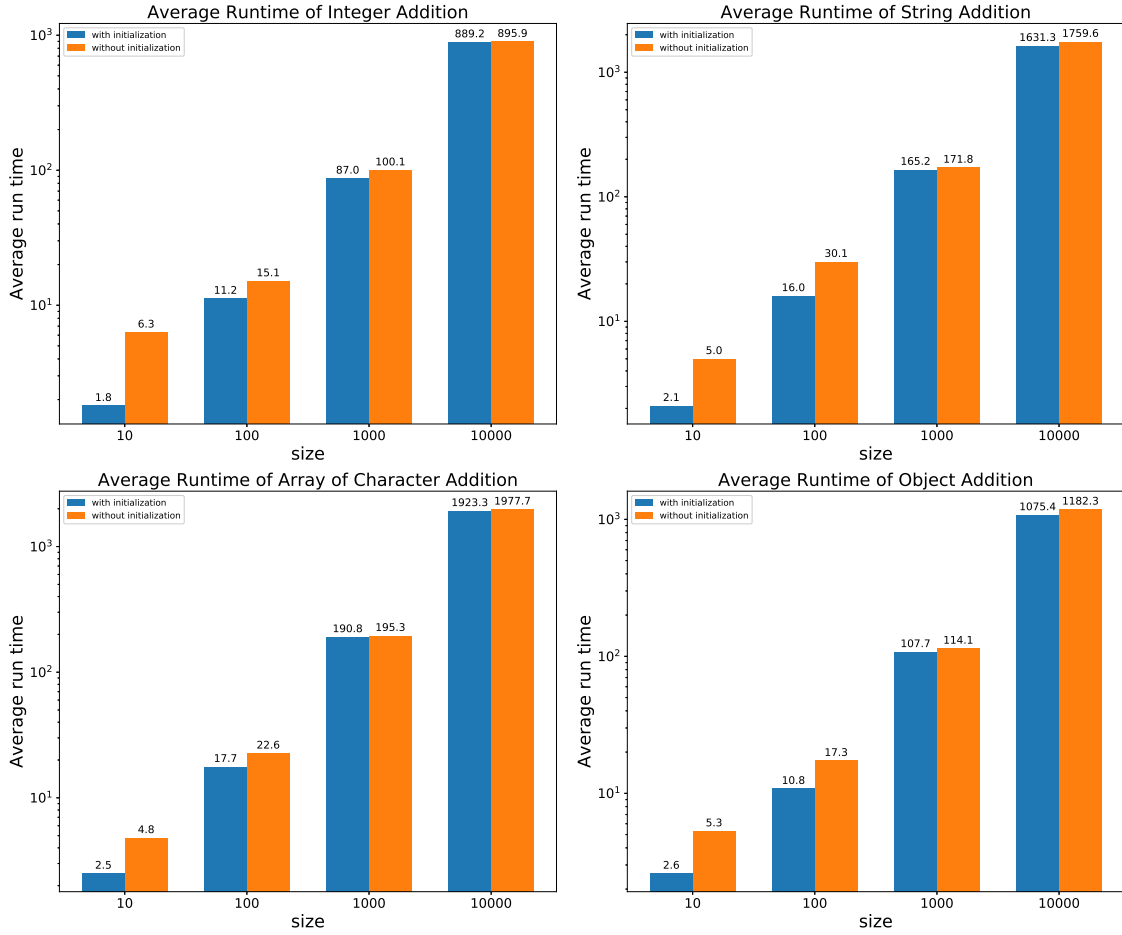 Average Runtime of Integer Addition
with initialization
without initialization
Average run time
10³
10²
10¹
889.2 895.9
87.0 100.1
11.2 15.1
1.8 6.3
10 100 1000 10000
size
Average Runtime of String Addition
with initialization
without initialization
Average run time
10³
10²
10¹
1631.3 1759.6
165.2 171.8
16.0 30.1
2.1 5.0
10 100 1000 10000
size
Average Runtime of Array of Character Addition
with initialization
without initialization
Average run time
10³
10²
10¹
1923.3 1977.7
190.8 195.3
17.7 22.6
2.5 4.8
10 100 1000 10000
size
Average Runtime of Object Addition
with initialization
without initialization
Average run time
10³
10²
10¹
1075.4 1182.3
107.7 114.1
10.8 17.3
2.6 5.3
10 100 1000 10000
size